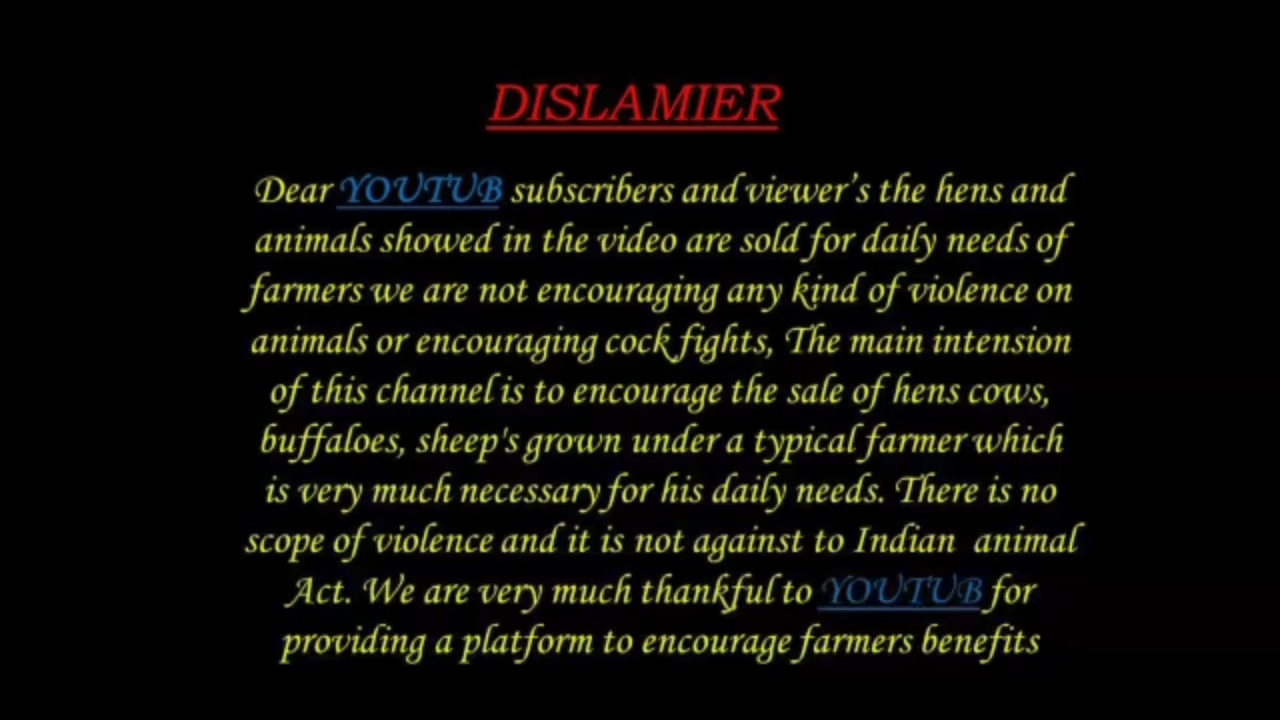 DISLAMIER
Dear YOUTUB subscribers and viewer’s the hens and
animals showed in the video are sold for daily needs of
farmers we are not encouraging any kind of violence on
animals or encouraging cock fights, The main intension
of this channel is to encourage the sale of hens cows,
buffaloes, sheep's grown under a typical farmer which
is very much necessary for his daily needs. There is no
scope of violence and it is not against to Indian animal
Act. We are very much thankful to YOUTUB for
providing a platform to encourage farmers benefits